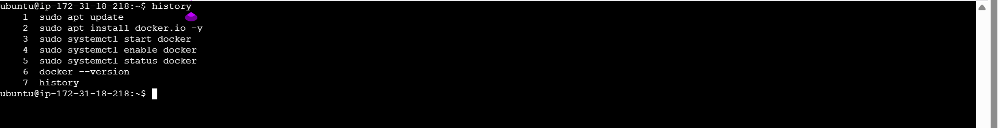 ubuntu@ip-172-31-18-218:~$ history
    1  sudo apt update
    2  sudo apt install docker.io -y
    3  sudo systemctl start docker
    4  sudo systemctl enable docker
    5  sudo systemctl status docker
    6  docker --version
    7  history
ubuntu@ip-172-31-18-218:~$